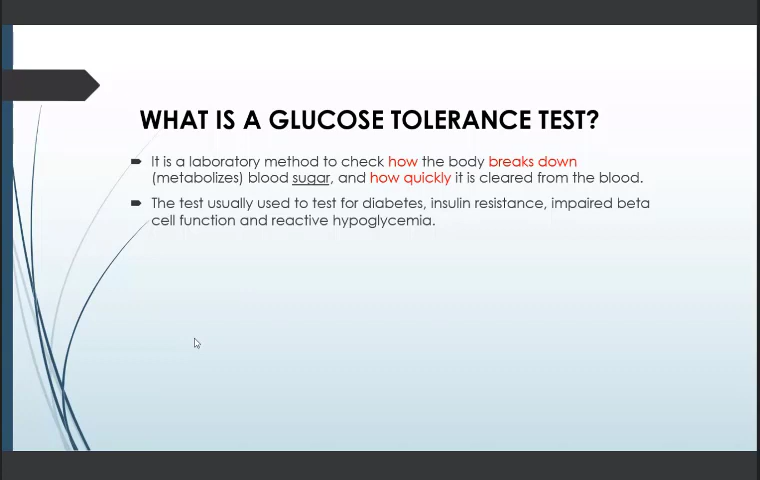 WHAT IS A GLUCOSE TOLERANCE TEST?
It is a laboratory method to check how the body breaks down
(metabolizes) blood sugar, and how quickly it is cleared from the blood.
The test usually used to test for diabetes, insulin resistance, impaired beta
cell function and reactive hypoglycemia.